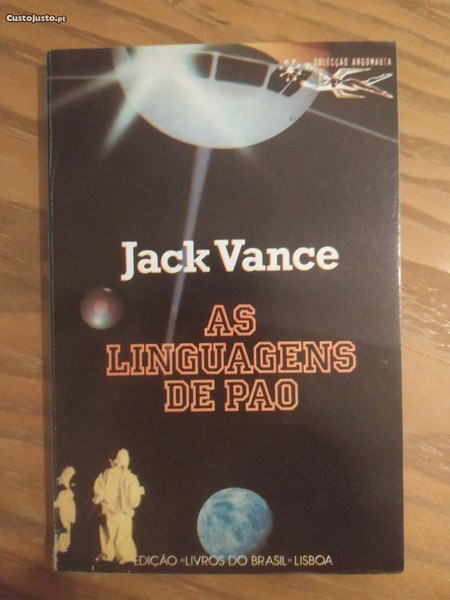 CustoJusto.pt
COLECÇÃO ARGONAUTA
Jack Vance
AS
LINGUAGENS
DE PAO
EDIÇÃO «LIVROS DO BRASIL» LISBOA